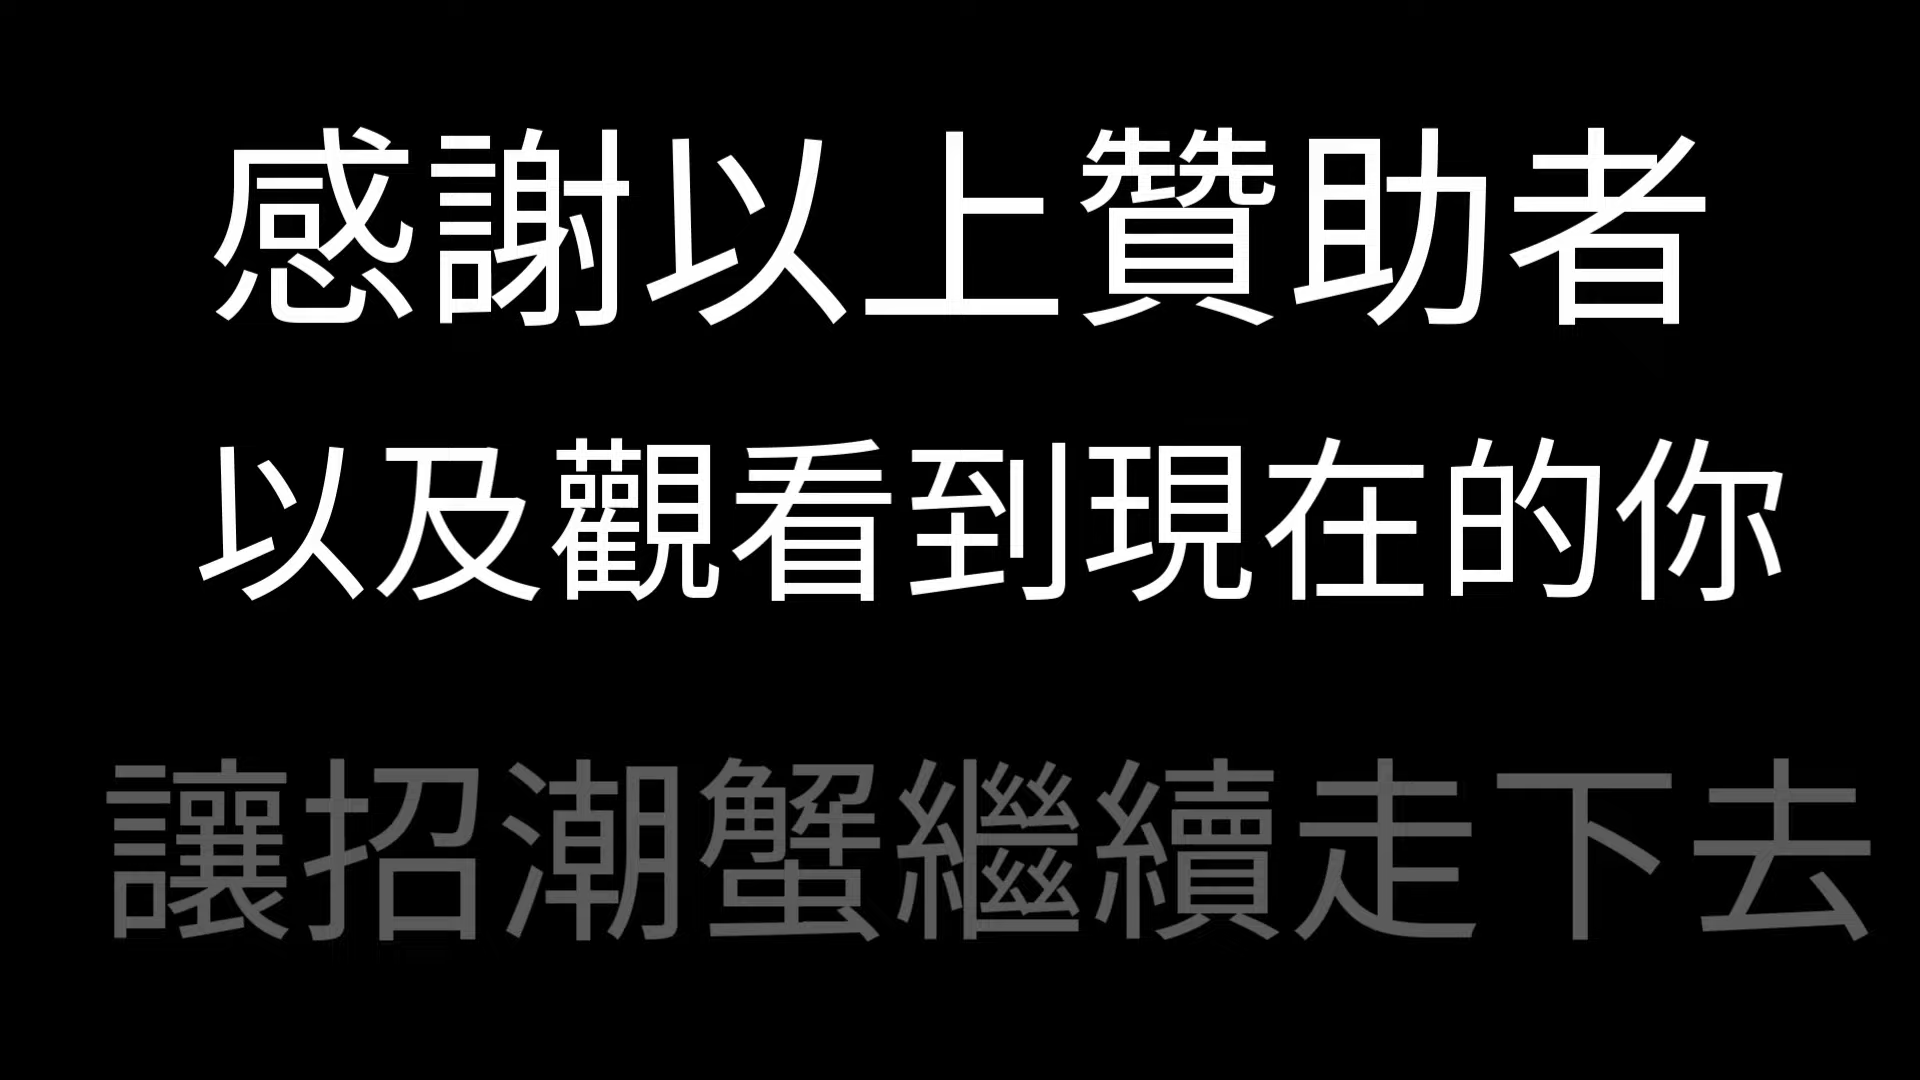 感謝以上贊助者
以及觀看到現在的你
讓招潮蟹繼續走下去